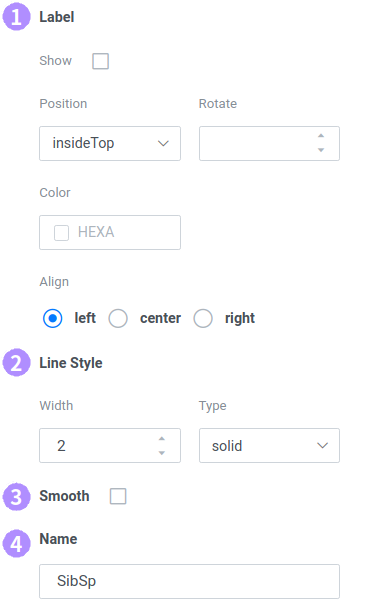 1 Label
Show
Position Rotate
insideTop
Color
HEXA
Align
left center right
2 Line Style
Width Type
2 solid
3 Smooth
4 Name
SibSp